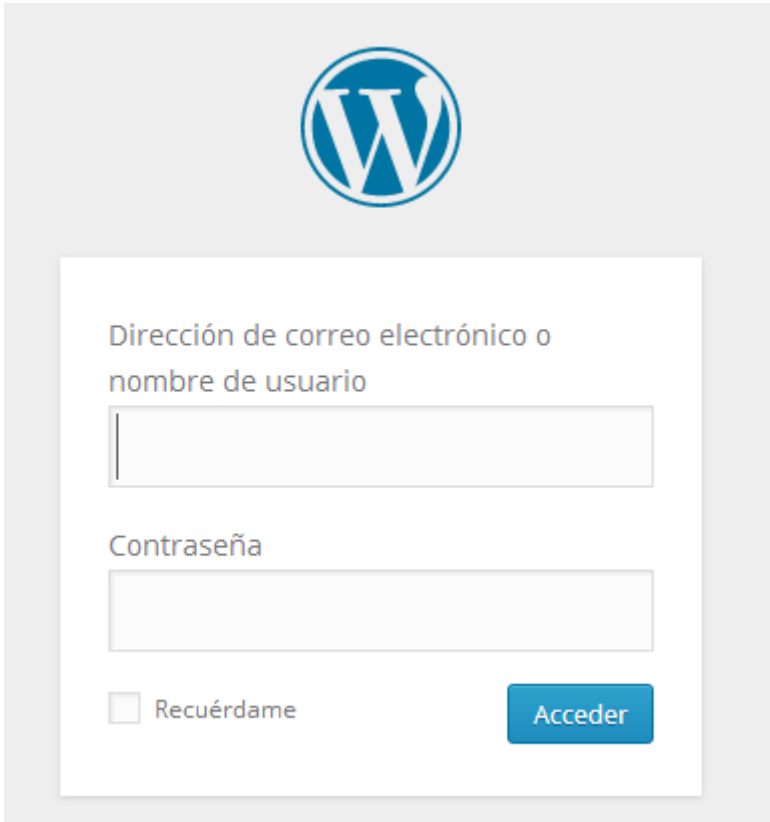 Dirección de correo electrónico o
nombre de usuario
Contraseña
Recuérdame
Acceder